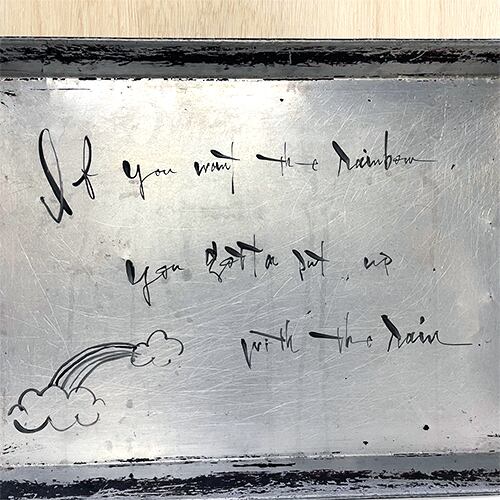 If you want the rainbow,
you gotta put up
with the rain